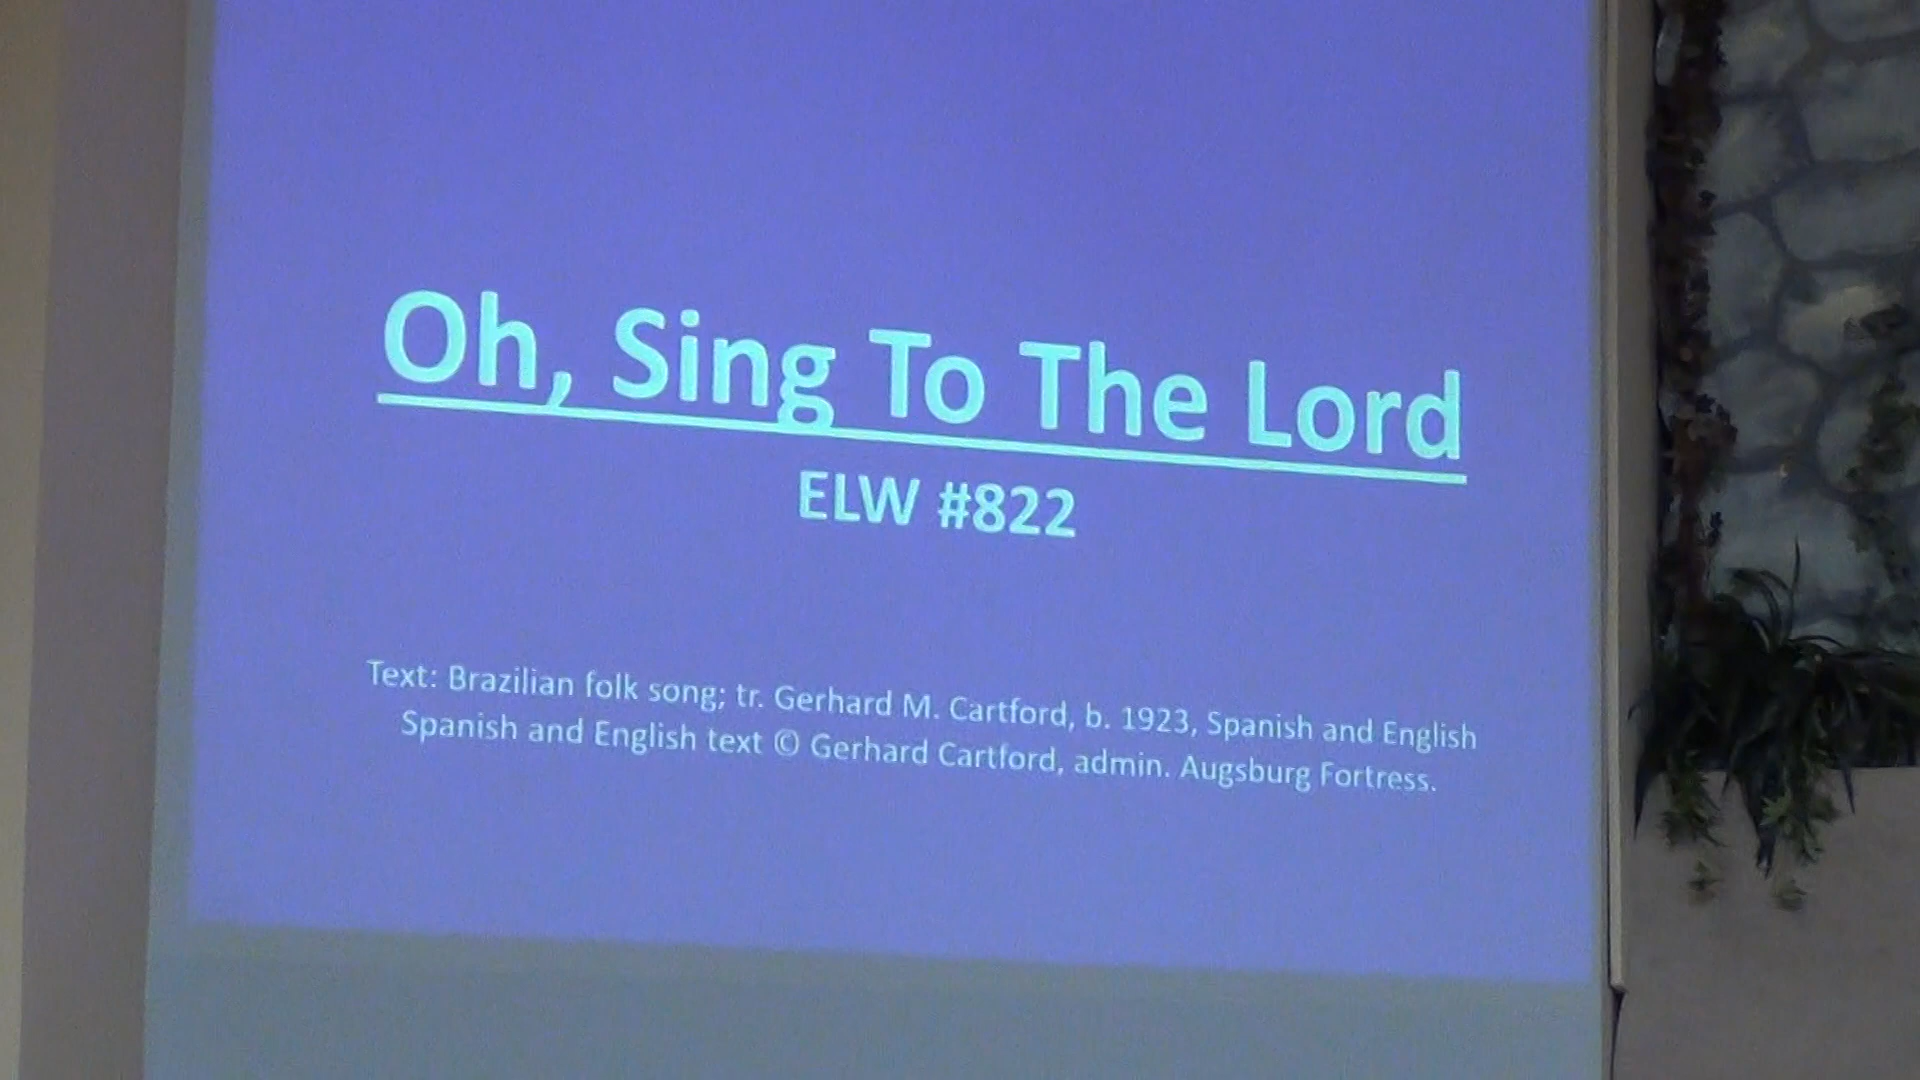 Oh, Sing To The Lord
ELW #822
Text: Brazilian folk song; tr. Gerhard M. Cartford, b. 1923, Spanish and English
Spanish and English text © Gerhard Cartford, admin. Augsburg Fortress.